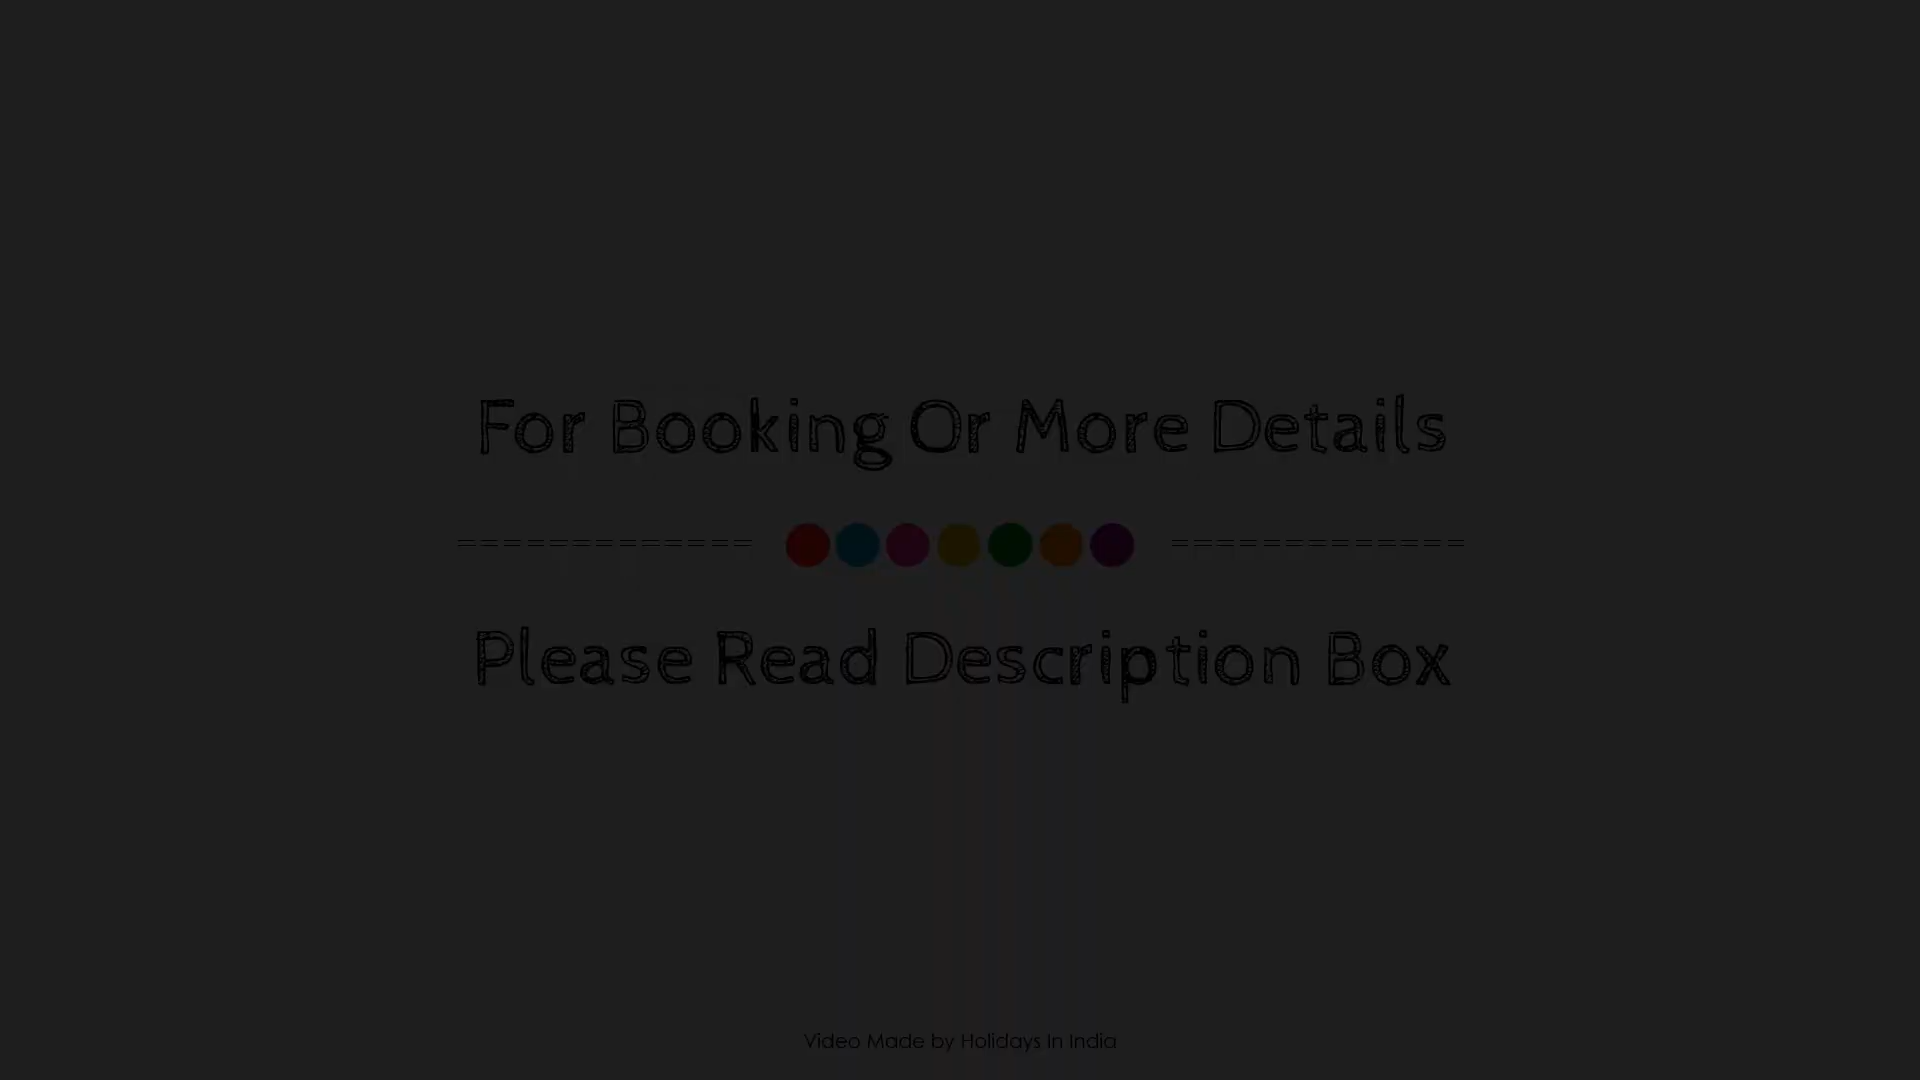 For Booking Or More Details
============= =============
Please Read Description Box
Video Made by Holidays In India